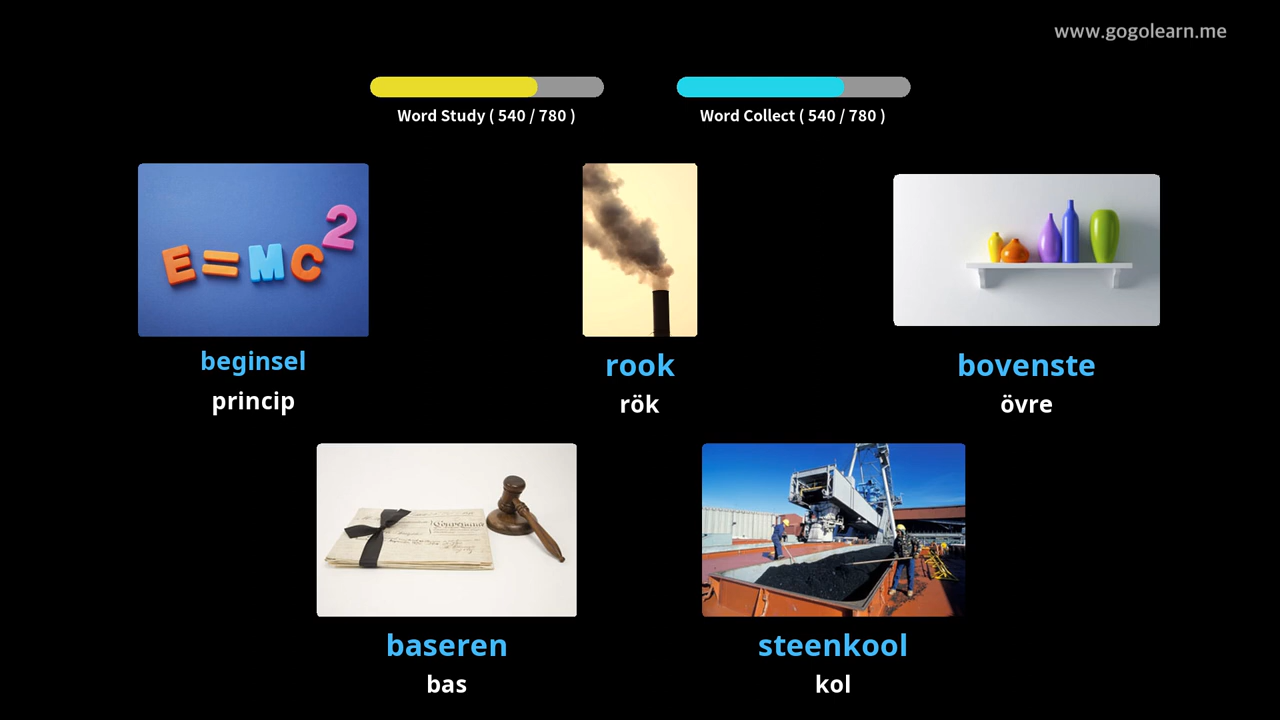 www.gogolearn.me
Word Study ( 540 / 780 )
Word Collect ( 540 / 780 )
E=MC2
beginsel
princip
rook
rök
bovenste
övre
baseren
bas
steenkool
kol